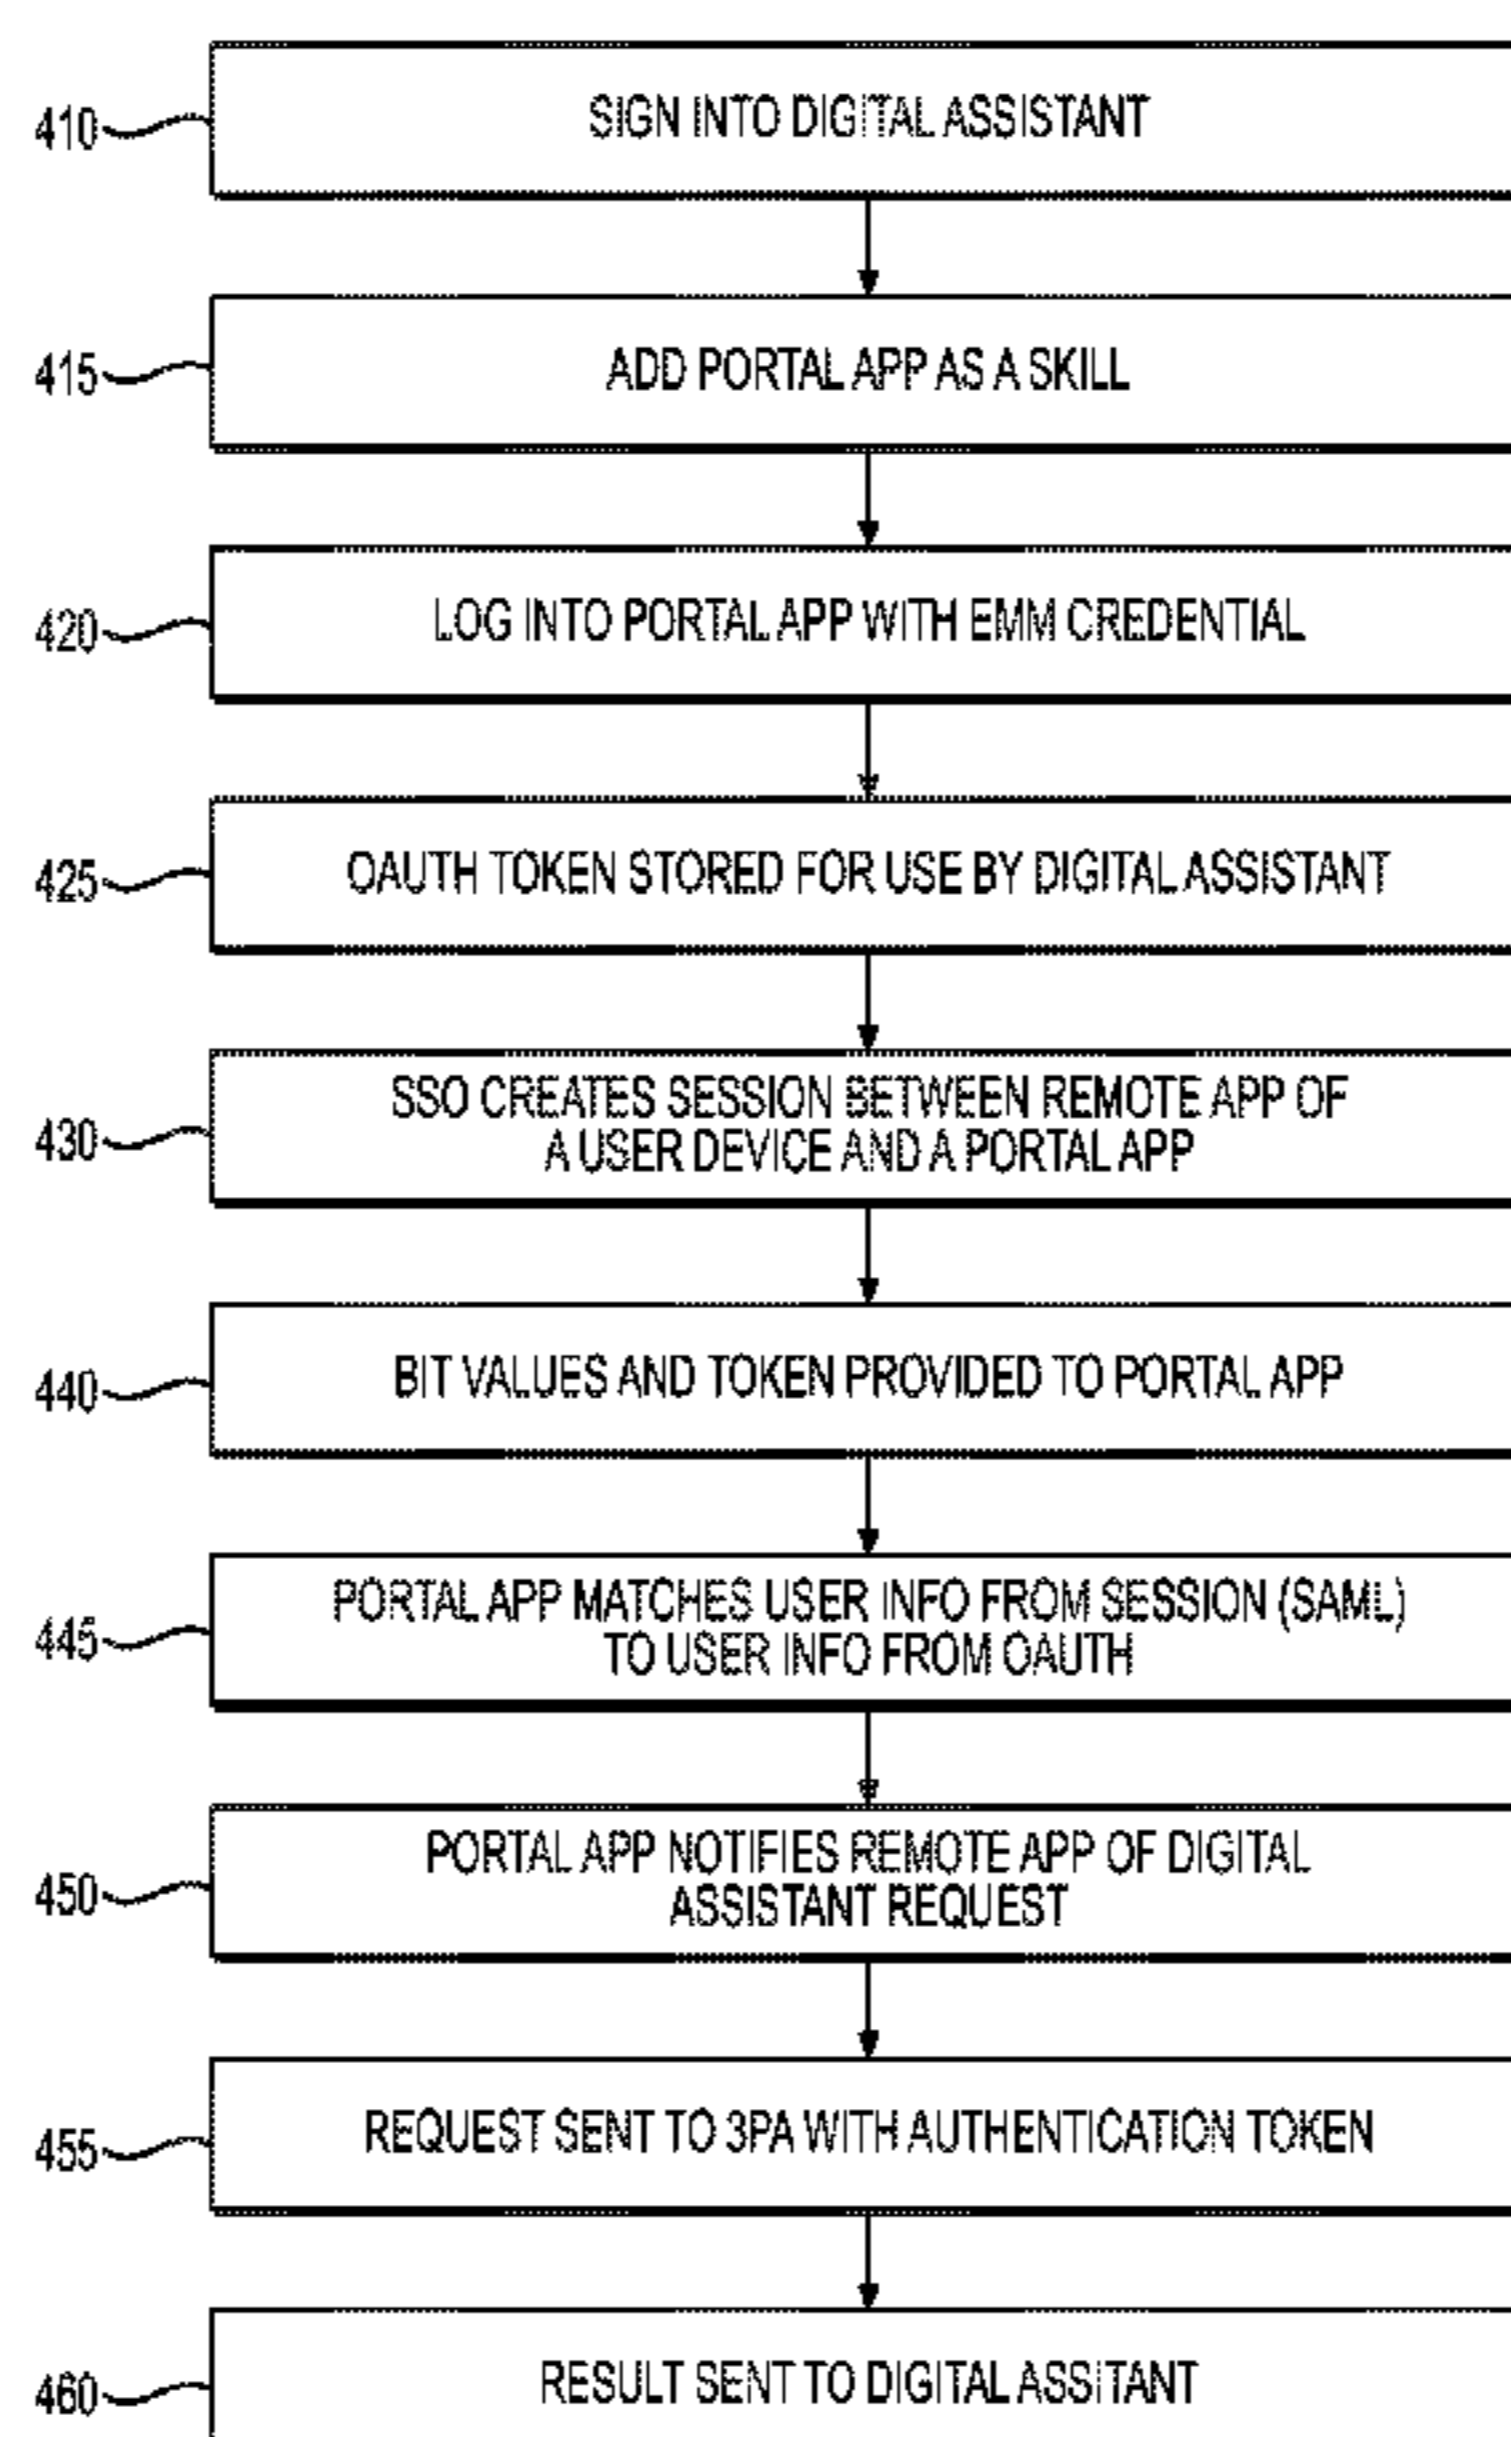 410 SIGN INTO DIGITAL ASSISTANT
415 ADD PORTAL APP AS A SKILL
420 LOG INTO PORTAL APP WITH EMM CREDENTIAL
425 OAUTH TOKEN STORED FOR USE BY DIGITAL ASSISTANT
430 SSO CREATES SESSION BETWEEN REMOTE APP OF
A USER DEVICE AND A PORTAL APP
440 BIT VALUES AND TOKEN PROVIDED TO PORTAL APP
445 PORTAL APP MATCHES USER INFO FROM SESSION (SAML)
TO USER INFO FROM OAUTH
450 PORTAL APP NOTIFIES REMOTE APP OF DIGITAL
ASSISTANT REQUEST
455 REQUEST SENT TO 3PA WITH AUTHENTICATION TOKEN
460 RESULT SENT TO DIGITAL ASSITANT